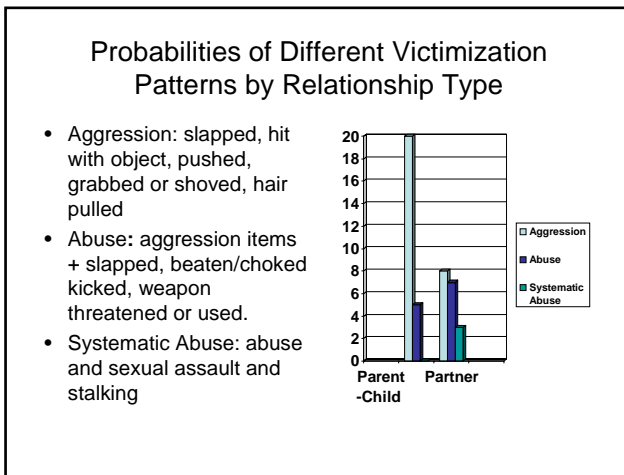 Probabilities of Different Victimization
Patterns by Relationship Type
• Aggression: slapped, hit
with object, pushed,
grabbed or shoved, hair
pulled
• Abuse: aggression items
+ slapped, beaten/choked
kicked, weapon
threatened or used.
• Systematic Abuse: abuse
and sexual assault and
stalking
20
18
16
14
12
10
8
6
4
2
0
Parent Partner
-Child
Aggression
Abuse
Systematic
Abuse